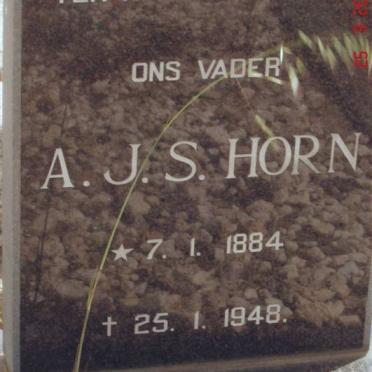 ONS VADER
A. J. S. HORN
★ 7. 1. 1884
† 25. 1. 1948.